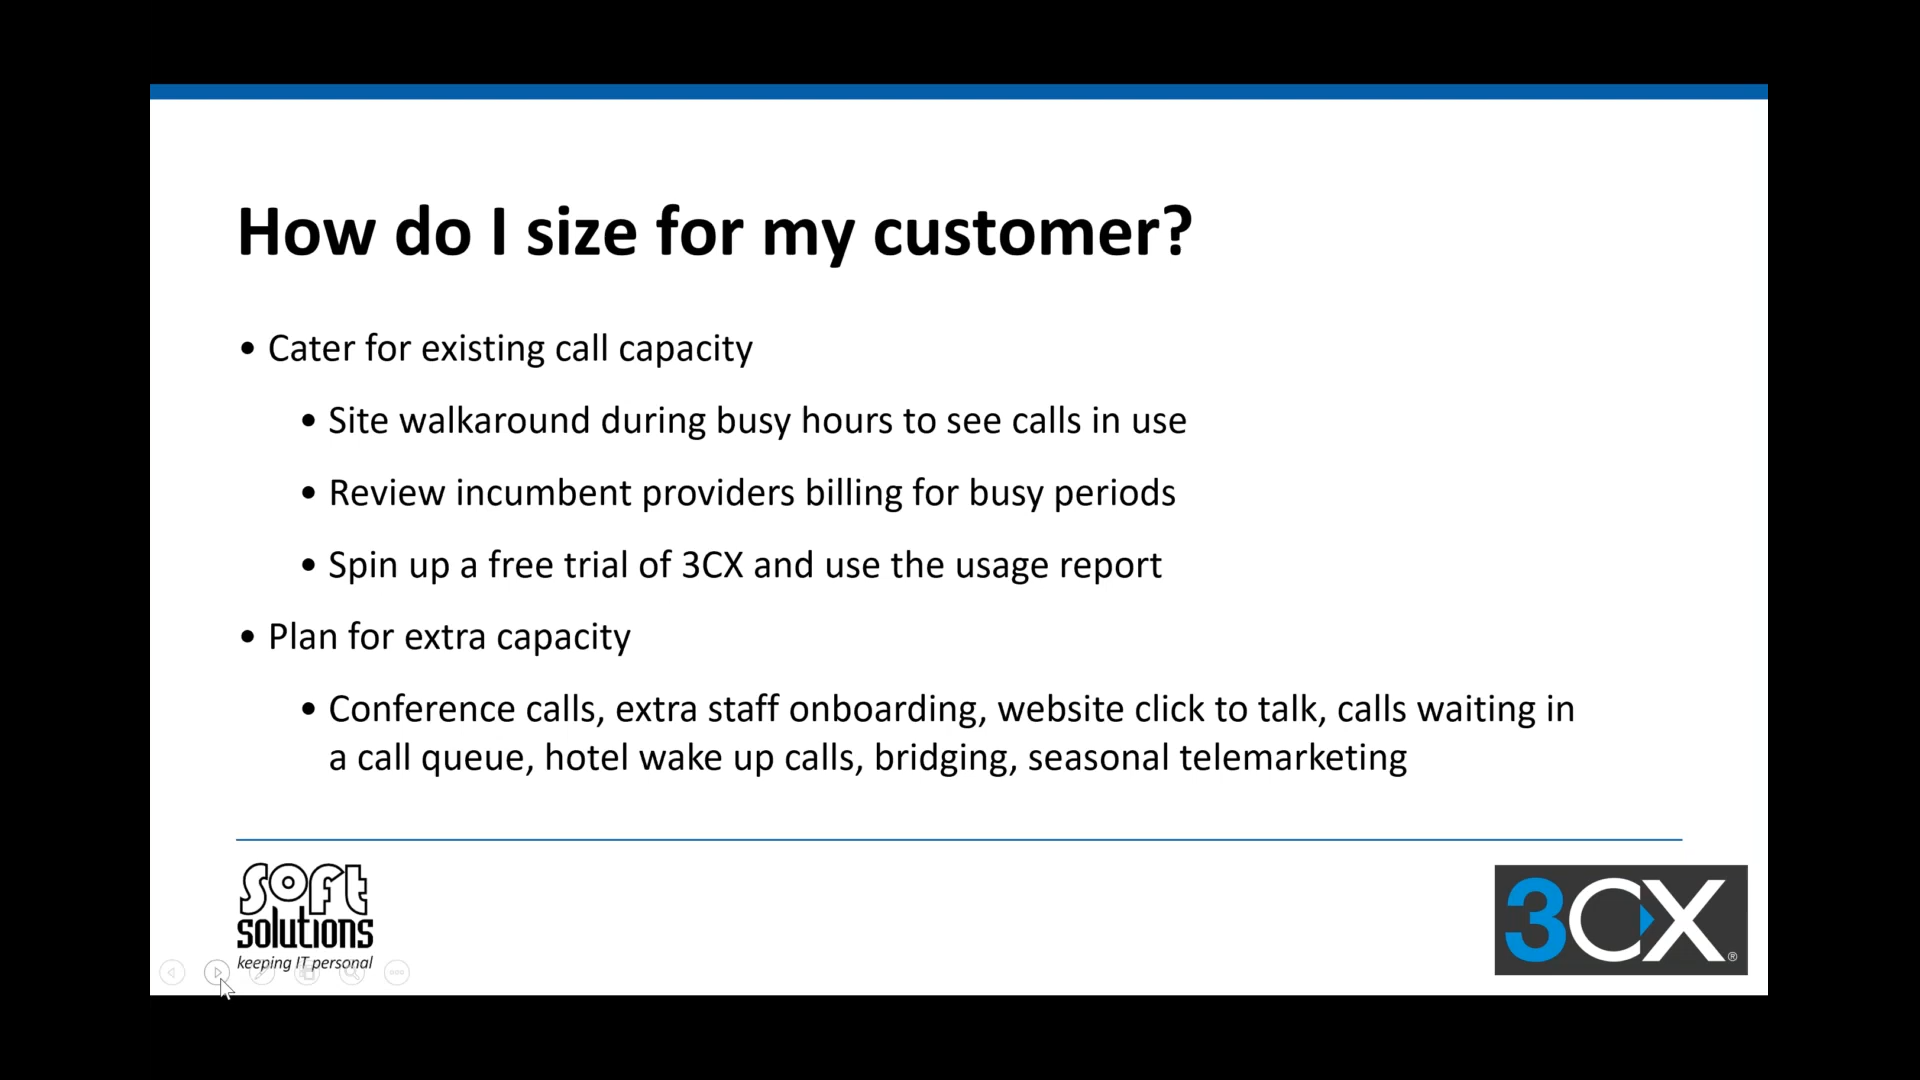 How do I size for my customer?
• Cater for existing call capacity
• Site walkaround during busy hours to see calls in use
• Review incumbent providers billing for busy periods
• Spin up a free trial of 3CX and use the usage report
• Plan for extra capacity
• Conference calls, extra staff onboarding, website click to talk, calls waiting in
a call queue, hotel wake up calls, bridging, seasonal telemarketing
soft
solutions
keeping IT personal
3CX®